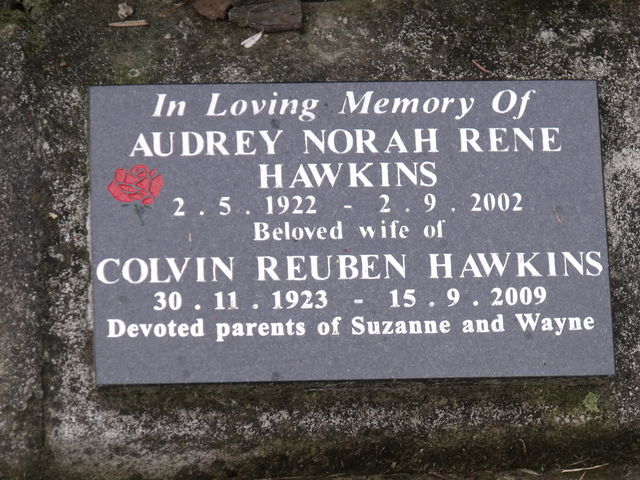 In Loving Memory Of
AUDREY NORAH RENE
HAWKINS
2 . 5 . 1922 - 2 . 9 . 2002
Beloved wife of
COLVIN REUBEN HAWKINS
30 . 11 . 1923 - 15 . 9 . 2009
Devoted parents of Suzanne and Wayne